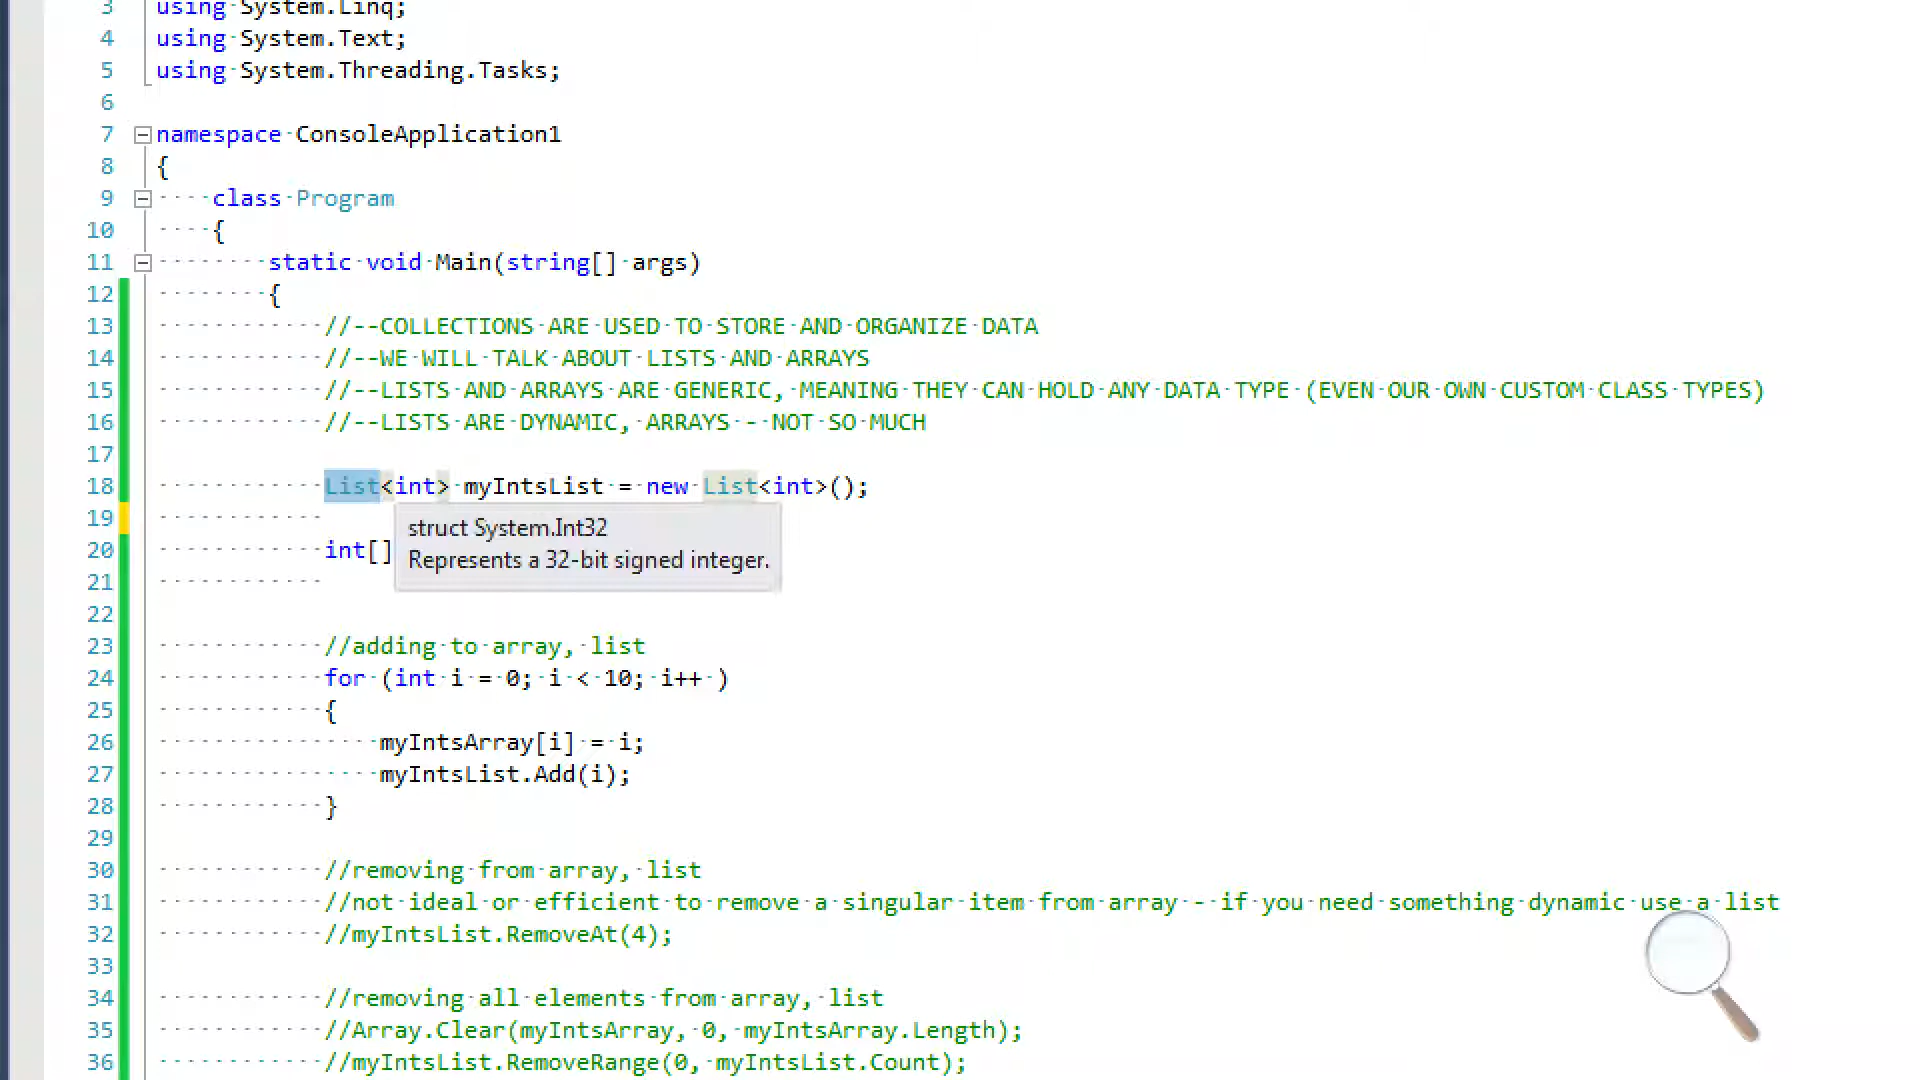 3 using System.Linq;
4 using System.Text;
5 using System.Threading.Tasks;
6
7 namespace ConsoleApplication1
8 {
9 class Program
10 {
11 static void Main(string[] args)
12 {
13 //--COLLECTIONS ARE USED TO STORE AND ORGANIZE DATA
14 //--WE WILL TALK ABOUT LISTS AND ARRAYS
15 //--LISTS AND ARRAYS ARE GENERIC, MEANING THEY CAN HOLD ANY DATA TYPE (EVEN OUR OWN CUSTOM CLASS TYPES)
16 //--LISTS ARE DYNAMIC, ARRAYS - NOT SO MUCH
17
18 List<int> myIntsList = new List<int>();
19
struct System.Int32
20 int[]
Represents a 32-bit signed integer.
21
22
23 //adding to array, list
24 for (int i = 0; i < 10; i++ )
25 {
26 myIntsArray[i] = i;
27 myIntsList.Add(i);
28 }
29
30 //removing from array, list
31 //not ideal or efficient to remove a singular item from array - if you need something dynamic use a list
32 //myIntsList.RemoveAt(4);
33
34 //removing all elements from array, list
35 //Array.Clear(myIntsArray, 0, myIntsArray.Length);
36 //myIntsList.RemoveRange(0, myIntsList.Count);